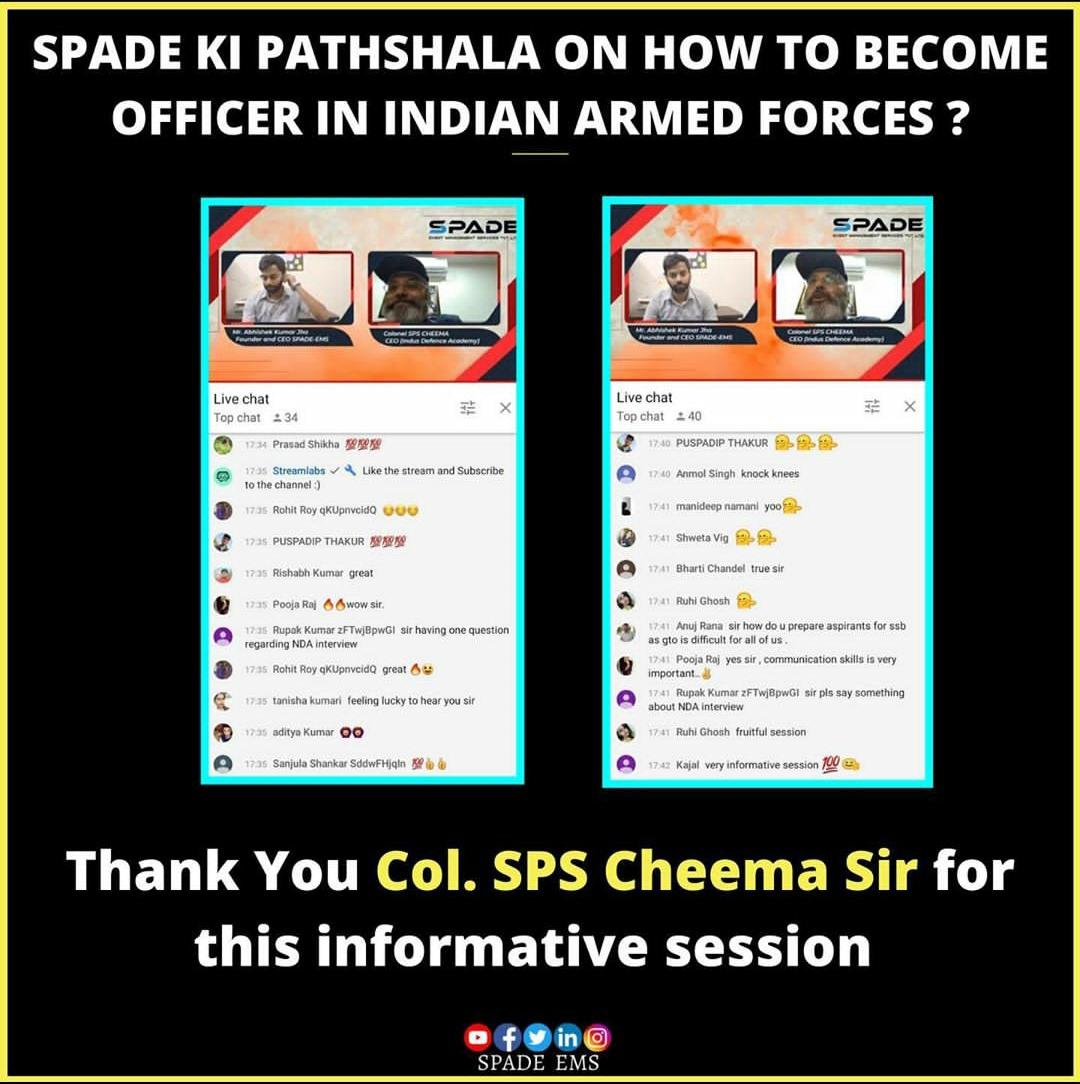 SPADE KI PATHSHALA ON HOW TO BECOME
OFFICER IN INDIAN ARMED FORCES ?
SPADE
EVENT MANAGEMENT SERVICES PVT LTD
Mr. Abhishek Kumar Jha
Founder and CEO SPADE-EMS
Colonel SPS CHEEMA
CEO (Indus Defence Academy)
Live chat
Top chat 34
17:34 Prasad Shikha 💯💯💯
17:35 Streamlabs ✓ 🔧 Like the stream and Subscribe
to the channel :)
17:35 Rohit Roy qKUpnvcidQ
17:35 PUSPADIP THAKUR 💯💯💯
17:35 Rishabh Kumar great
17:35 Pooja Raj 🔥🔥wow sir.
17:35 Rupak Kumar zFTwjBpwGI sir having one question
regarding NDA interview
17:35 Rohit Roy qKUpnvcidQ great 🔥😆
17:35 tanisha kumari feeling lucky to hear you sir
17:35 aditya Kumar
17:35 Sanjula Shankar SddwFHjqIn 💯👍👍
SPADE
EVENT MANAGEMENT SERVICES PVT LTD
Mr. Abhishek Kumar Jha
Founder and CEO SPADE-EMS
Colonel SPS CHEEMA
CEO (Indus Defence Academy)
Live chat
Top chat 40
17:40 PUSPADIP THAKUR
17:40 Anmol Singh knock knees
17:41 manideep namani yoo
17:41 Shweta Vig
17:41 Bharti Chandel true sir
17:41 Ruhi Ghosh
17:41 Anuj Rana sir how do u prepare aspirants for ssb
as gto is difficult for all of us .
17:41 Pooja Raj yes sir , communication skills is very
important..✌
17:41 Rupak Kumar zFTwjBpwGI sir pls say something
about NDA interview
17:41 Ruhi Ghosh fruitful session
17:42 Kajal very informative session 💯
Thank You Col. SPS Cheema Sir for
this informative session
SPADE EMS